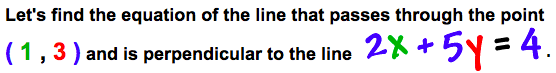 Let's find the equation of the line that passes through the point
( 1 , 3 ) and is perpendicular to the line 2x + 5y = 4.